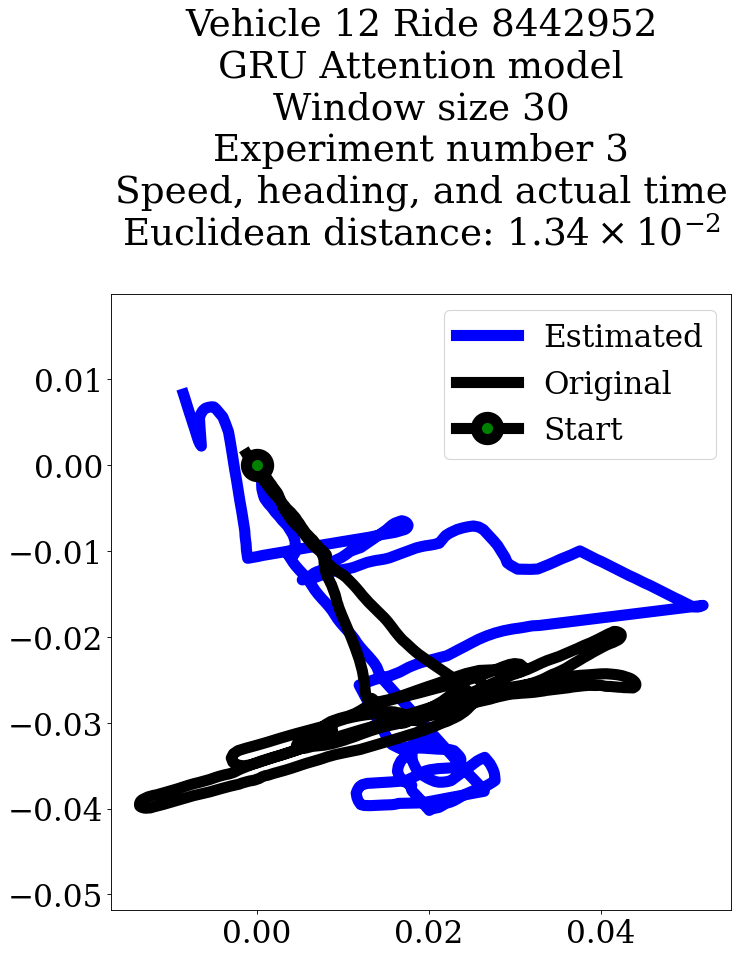 Vehicle 12 Ride 8442952
GRU Attention model
Window size 30
Experiment number 3
Speed, heading, and actual time
Euclidean distance: 1.34 × 10⁻²
Estimated
Original
Start
0.01
0.00
−0.01
−0.02
−0.03
−0.04
−0.05
0.00 0.02 0.04